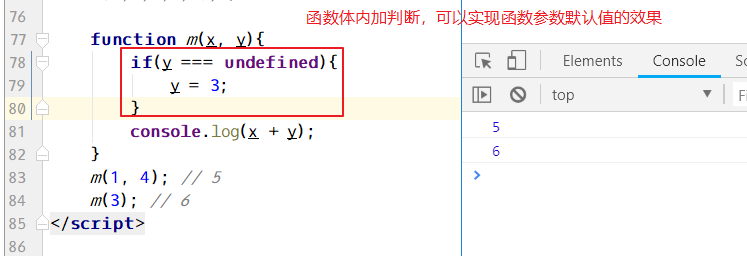 函数体内加判断，可以实现函数参数默认值的效果
76
77 function m(x, y){
78 if(y === undefined){
79 y = 3;
80 }
81 console.log(x + y);
82 }
83 m(1, 4); // 5
84 m(3); // 6
85 </script>
86
Elements Console So
top ▼ Fi
5
6
>